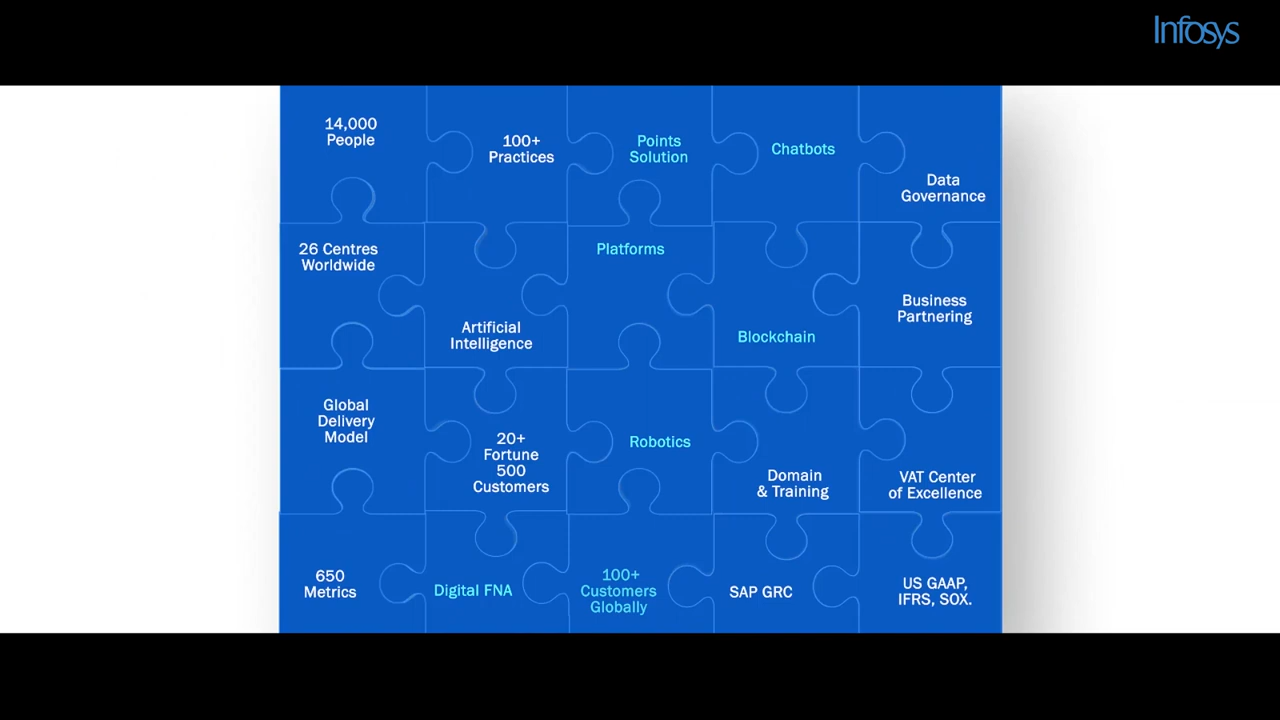 Infosys
14,000
People
100+
Practices
Points
Solution
Chatbots
Data
Governance
26 Centres
Worldwide
Artificial
Intelligence
Platforms
Blockchain
Business
Partnering
Global
Delivery
Model
20+
Fortune
500
Customers
Robotics
Domain
& Training
VAT Center
of Excellence
650
Metrics
Digital FNA
100+
Customers
Globally
SAP GRC
US GAAP,
IFRS, SOX.